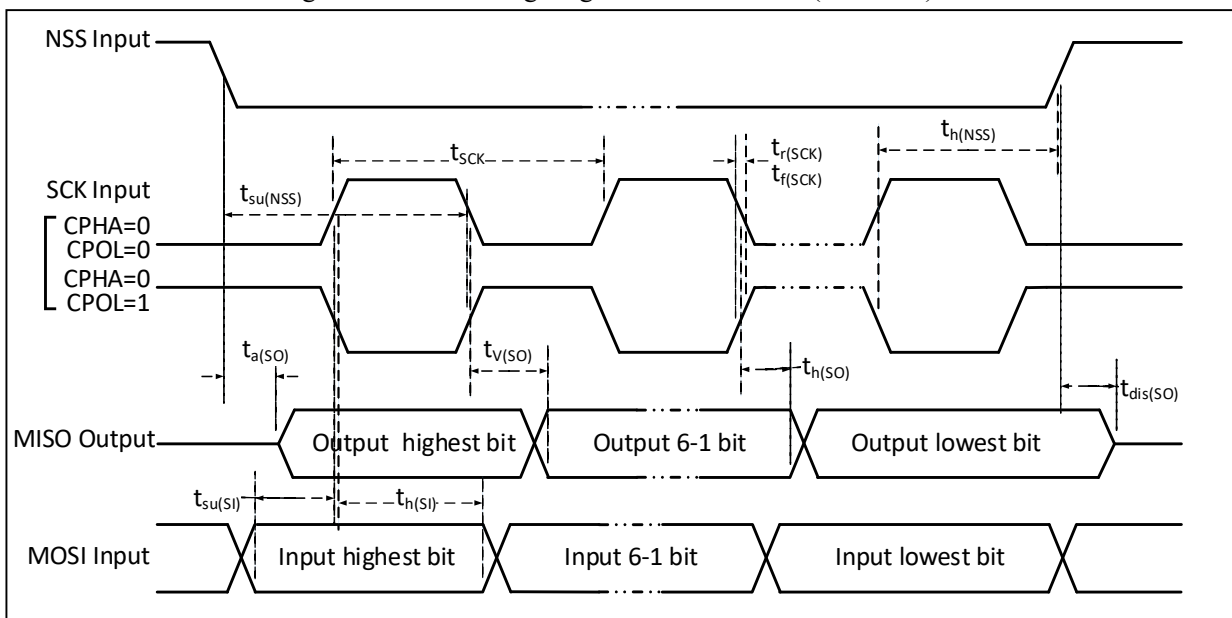 NSS Input
th(NSS)
tSCK
tr(SCK)
tf(SCK)
SCK Input
tsu(NSS)
CPHA=0
CPOL=0
CPHA=0
CPOL=1
ta(SO)
tV(SO)
th(SO)
tdis(SO)
MISO Output
Output highest bit
Output 6-1 bit
Output lowest bit
tsu(SI)
th(SI)
MOSI Input
Input highest bit
Input 6-1 bit
Input lowest bit